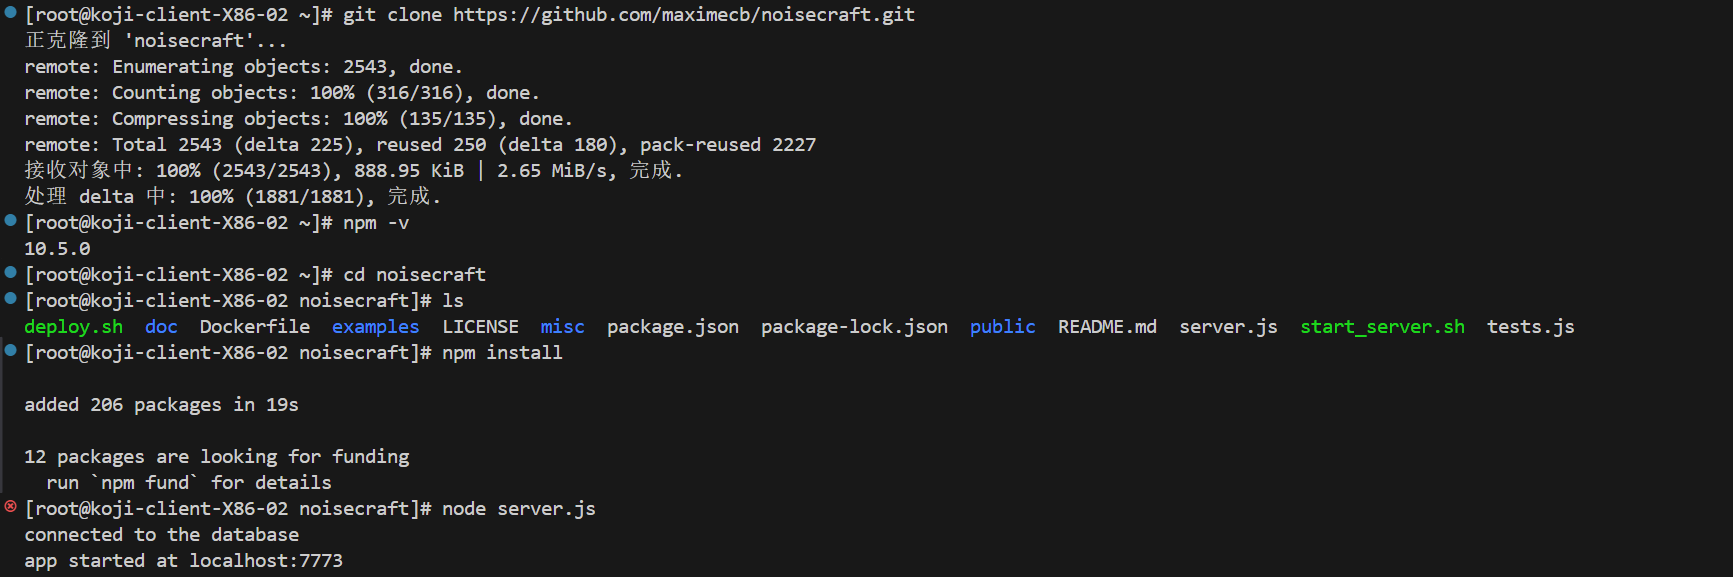 [root@koji-client-X86-02 ~]# git clone https://github.com/maximecb/noisecraft.git
正克隆到 'noisecraft'...
remote: Enumerating objects: 2543, done.
remote: Counting objects: 100% (316/316), done.
remote: Compressing objects: 100% (135/135), done.
remote: Total 2543 (delta 225), reused 250 (delta 180), pack-reused 2227
接收对象中: 100% (2543/2543), 888.95 KiB | 2.65 MiB/s, 完成.
处理 delta 中: 100% (1881/1881), 完成.
[root@koji-client-X86-02 ~]# npm -v
10.5.0
[root@koji-client-X86-02 ~]# cd noisecraft
[root@koji-client-X86-02 noisecraft]# ls
deploy.sh  doc  Dockerfile  examples  LICENSE  misc  package.json  package-lock.json  public  README.md  server.js  start_server.sh  tests.js
[root@koji-client-X86-02 noisecraft]# npm install
added 206 packages in 19s
12 packages are looking for funding
  run `npm fund` for details
[root@koji-client-X86-02 noisecraft]# node server.js
connected to the database
app started at localhost:7773